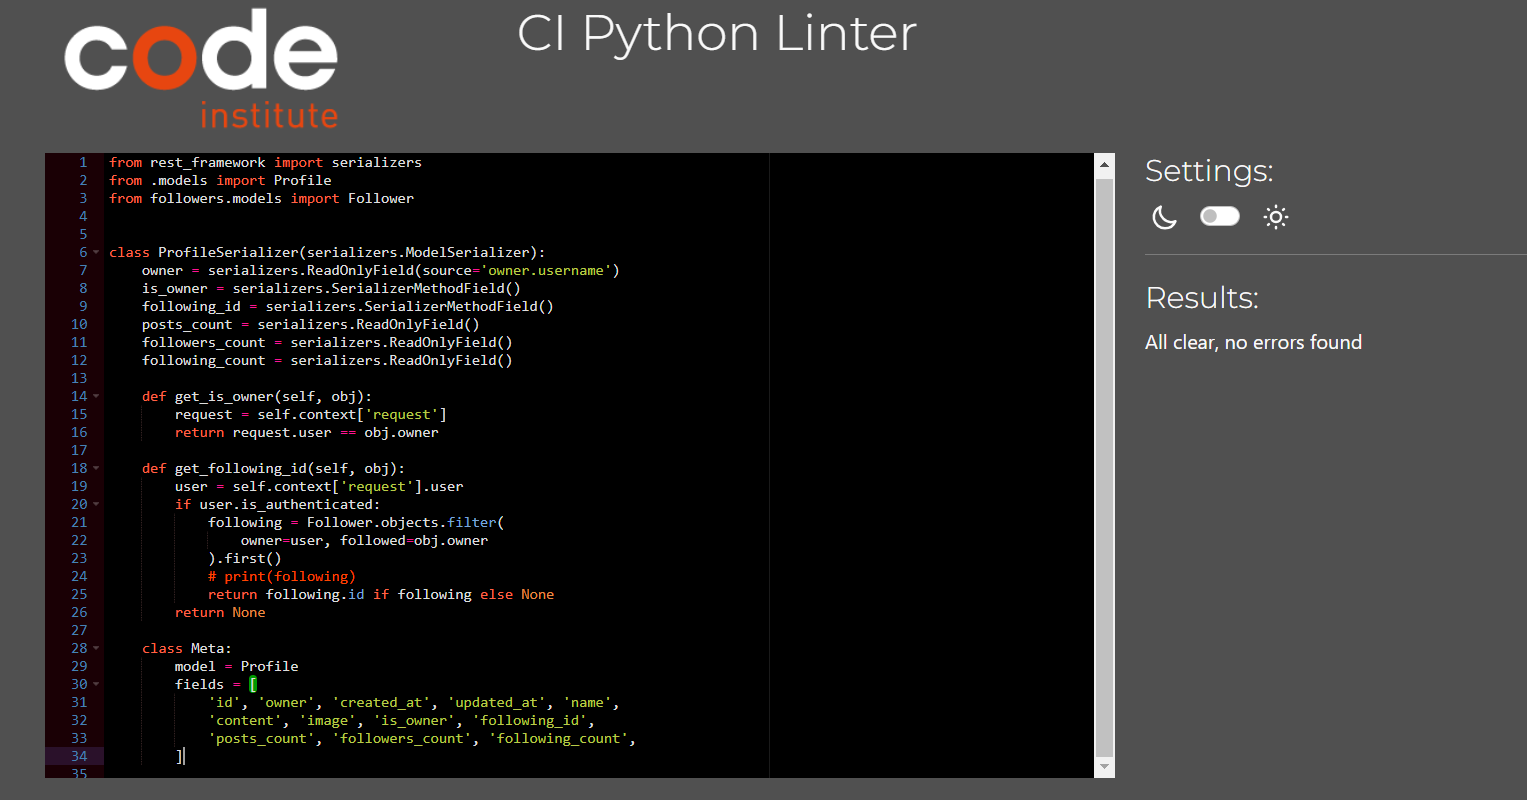 code
institute
CI Python Linter
1 from rest_framework import serializers
2 from .models import Profile
3 from followers.models import Follower
4
5
6 class ProfileSerializer(serializers.ModelSerializer):
7     owner = serializers.ReadOnlyField(source='owner.username')
8     is_owner = serializers.SerializerMethodField()
9     following_id = serializers.SerializerMethodField()
10     posts_count = serializers.ReadOnlyField()
11     followers_count = serializers.ReadOnlyField()
12     following_count = serializers.ReadOnlyField()
13
14     def get_is_owner(self, obj):
15         request = self.context['request']
16         return request.user == obj.owner
17
18     def get_following_id(self, obj):
19         user = self.context['request'].user
20         if user.is_authenticated:
21             following = Follower.objects.filter(
22                 owner=user, followed=obj.owner
23             ).first()
24             # print(following)
25             return following.id if following else None
26         return None
27
28     class Meta:
29         model = Profile
30         fields = [
31             'id', 'owner', 'created_at', 'updated_at', 'name',
32             'content', 'image', 'is_owner', 'following_id',
33             'posts_count', 'followers_count', 'following_count',
34         ]
35
Settings:
Results:
All clear, no errors found